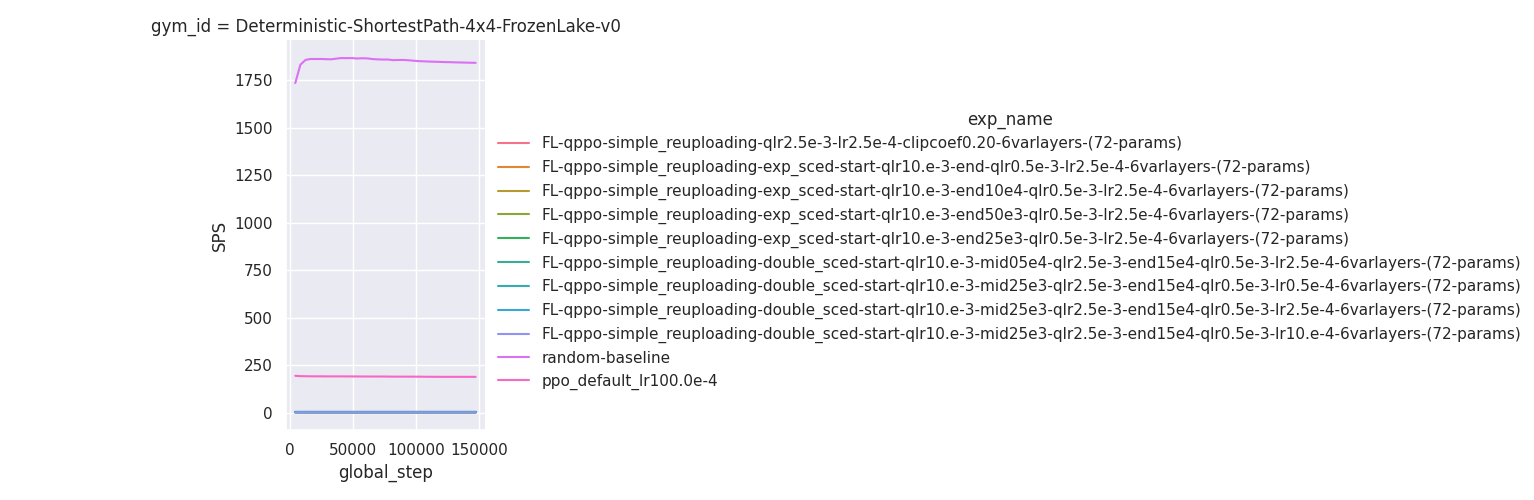 gym_id = Deterministic-ShortestPath-4x4-FrozenLake-v0
1750
1500
1250
1000
750
500
250
0
SPS
0 50000 100000 150000
global_step
exp_name
FL-qppo-simple_reuploading-qlr2.5e-3-lr2.5e-4-clipcoef0.20-6varlayers-(72-params)
FL-qppo-simple_reuploading-exp_sced-start-qlr10.e-3-end-qlr0.5e-3-lr2.5e-4-6varlayers-(72-params)
FL-qppo-simple_reuploading-exp_sced-start-qlr10.e-3-end10e4-qlr0.5e-3-lr2.5e-4-6varlayers-(72-params)
FL-qppo-simple_reuploading-exp_sced-start-qlr10.e-3-end50e3-qlr0.5e-3-lr2.5e-4-6varlayers-(72-params)
FL-qppo-simple_reuploading-exp_sced-start-qlr10.e-3-end25e3-qlr0.5e-3-lr2.5e-4-6varlayers-(72-params)
FL-qppo-simple_reuploading-double_sced-start-qlr10.e-3-mid05e4-qlr2.5e-3-end15e4-qlr0.5e-3-lr2.5e-4-6varlayers-(72-params)
FL-qppo-simple_reuploading-double_sced-start-qlr10.e-3-mid25e3-qlr2.5e-3-end15e4-qlr0.5e-3-lr0.5e-4-6varlayers-(72-params)
FL-qppo-simple_reuploading-double_sced-start-qlr10.e-3-mid25e3-qlr2.5e-3-end15e4-qlr0.5e-3-lr2.5e-4-6varlayers-(72-params)
FL-qppo-simple_reuploading-double_sced-start-qlr10.e-3-mid25e3-qlr2.5e-3-end15e4-qlr0.5e-3-lr10.e-4-6varlayers-(72-params)
random-baseline
ppo_default_lr100.0e-4